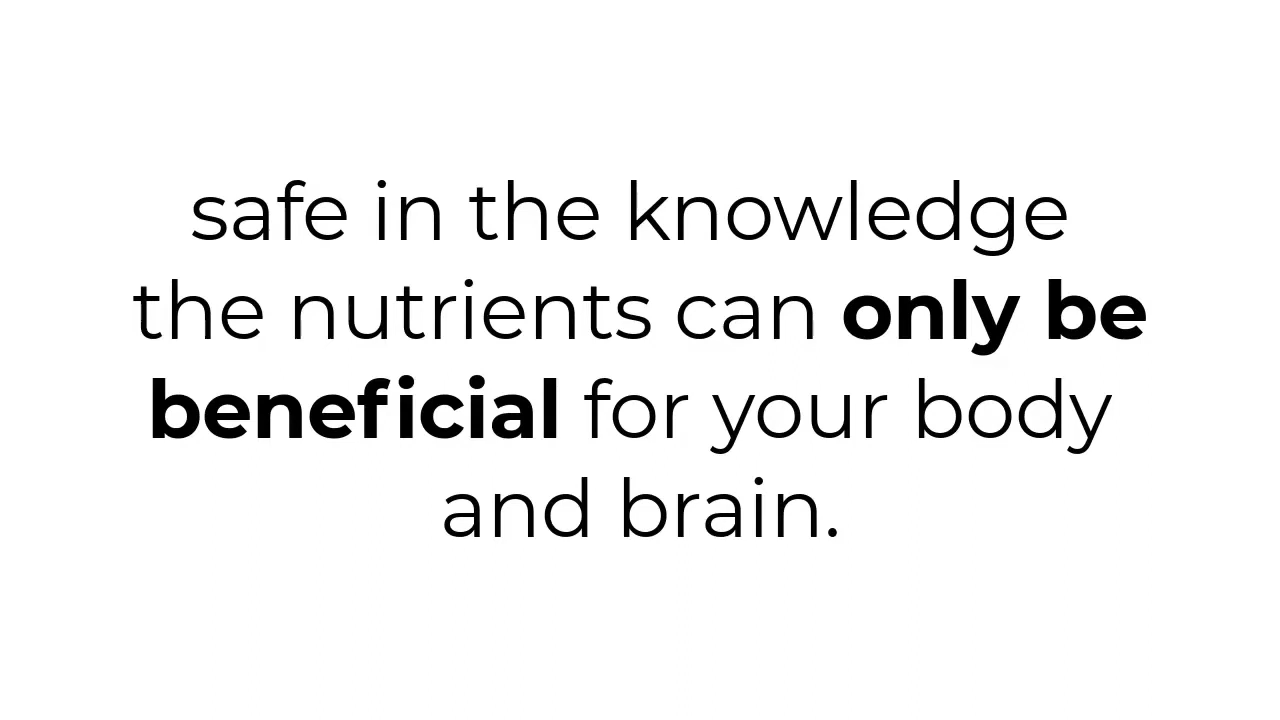 safe in the knowledge
the nutrients can only be
beneficial for your body
and brain.